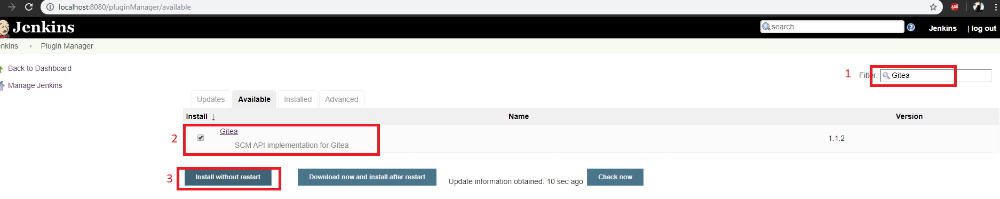 localhost:8080/pluginManager/available
ABP
Jenkins
search
Jenkins
| log out
enkins
Plugin Manager
Back to Dashboard
Manage Jenkins
1
Filter: Gitea
Updates
Available
Installed
Advanced
Install ↓
Name
Version
2
Gitea
SCM API implementation for Gitea
1.1.2
3
Install without restart
Download now and install after restart
Update information obtained: 10 sec ago
Check now